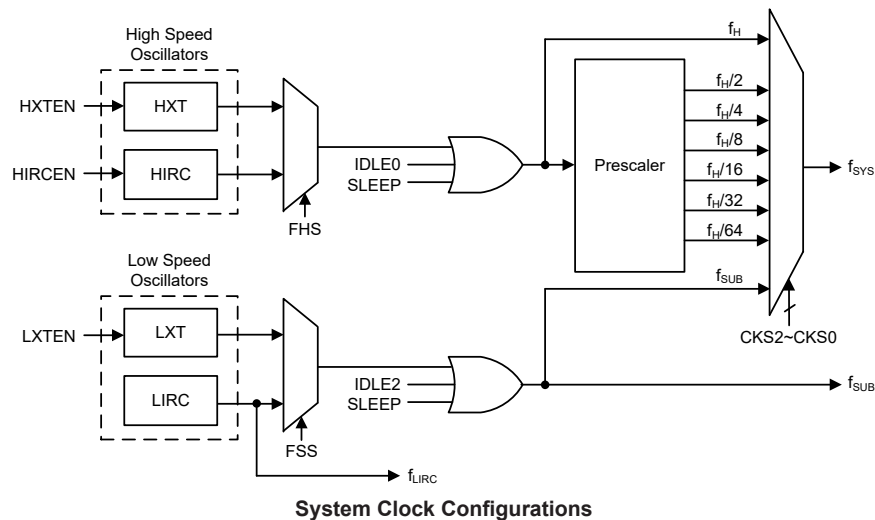 High Speed
Oscillators
HXTEN
HXT
HIRCEN
HIRC
FHS
IDLE0
SLEEP
Prescaler
fH
fH/2
fH/4
fH/8
fH/16
fH/32
fH/64
fSUB
fSYS
CKS2~CKS0
Low Speed
Oscillators
LXTEN
LXT
LIRC
FSS
IDLE2
SLEEP
fSUB
fLIRC
System Clock Configurations